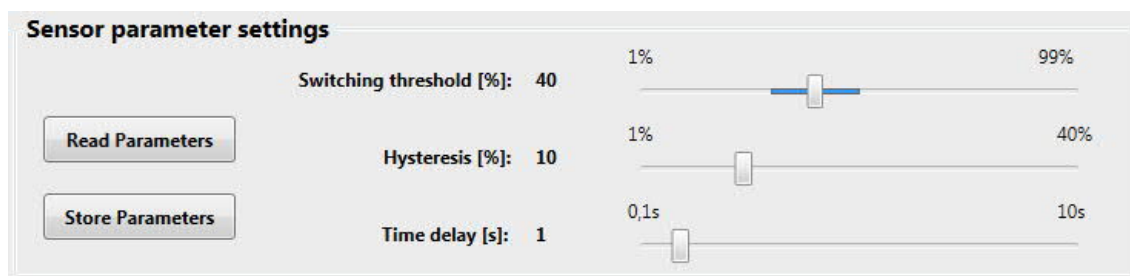 Sensor parameter settings
1% 99%
Switching threshold [%]: 40
Read Parameters
1% 40%
Hysteresis [%]: 10
Store Parameters
0,1s 10s
Time delay [s]: 1